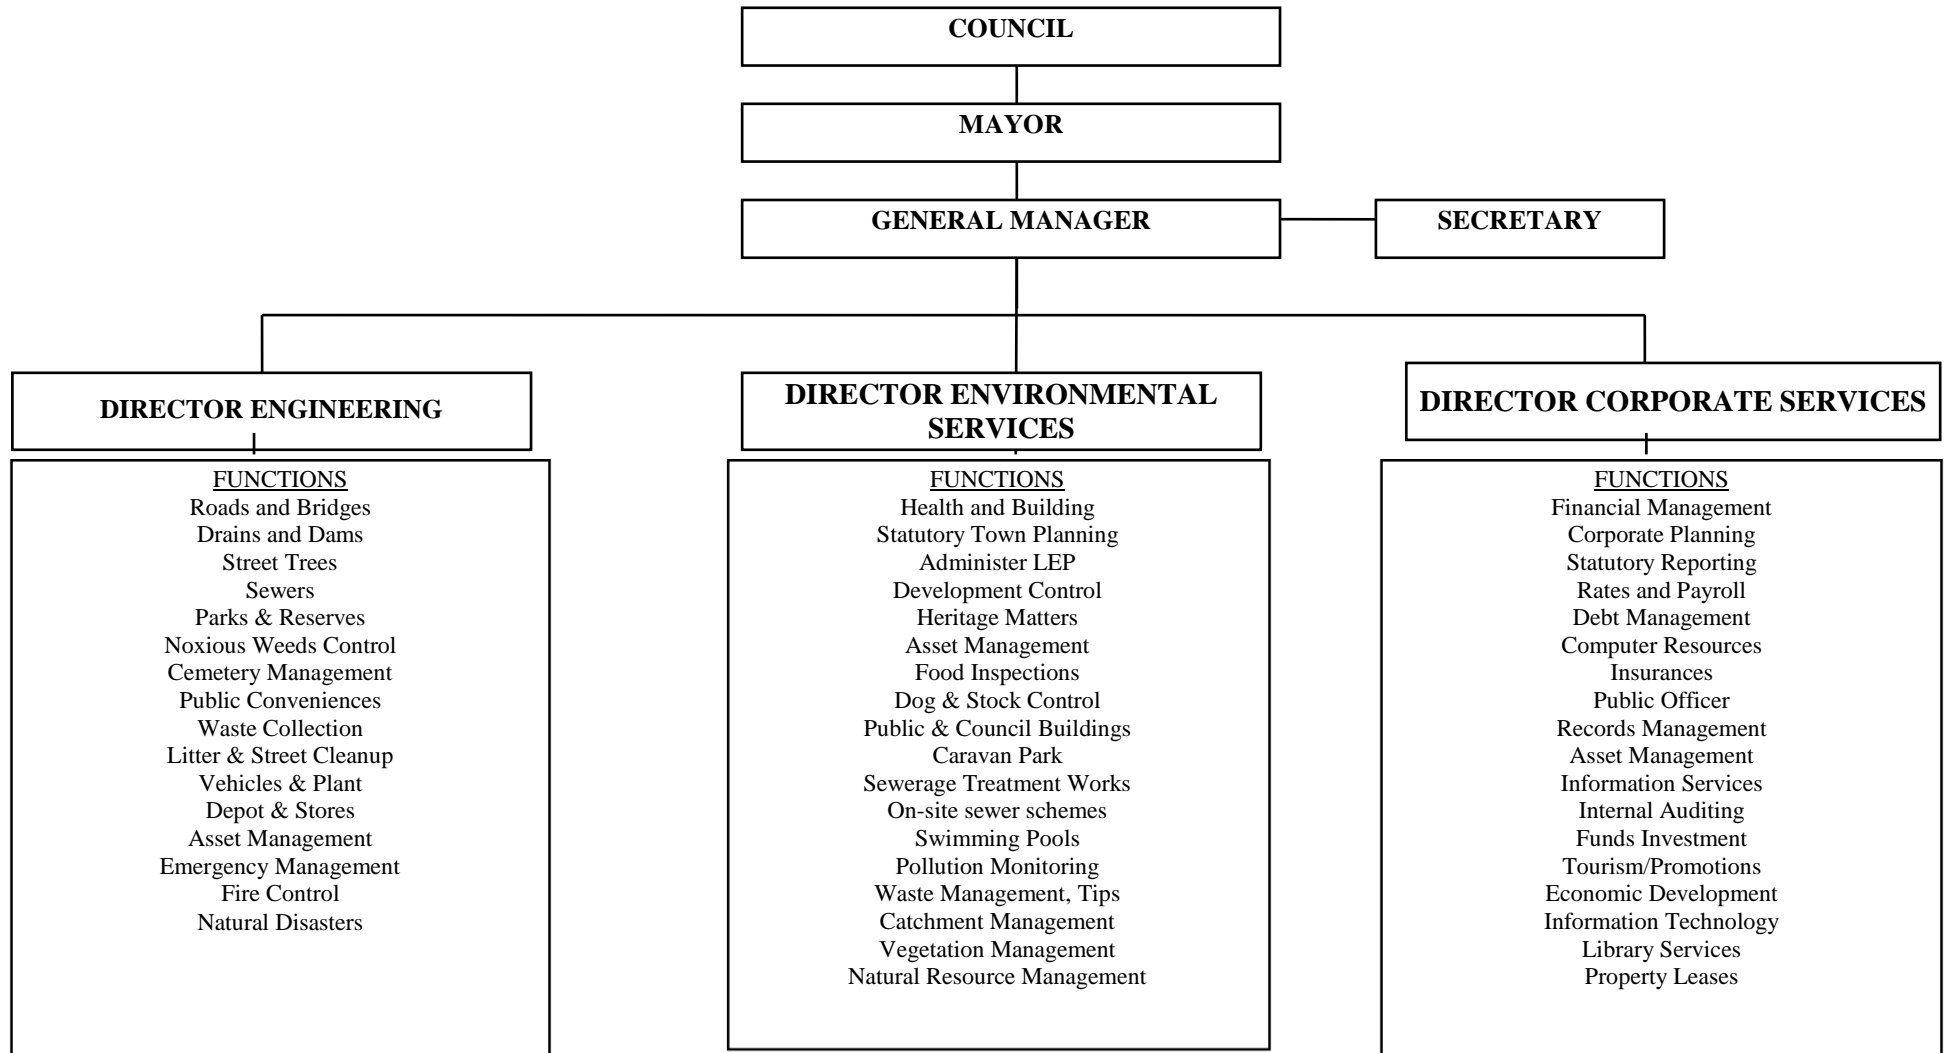 COUNCIL
MAYOR
GENERAL MANAGER
SECRETARY
DIRECTOR ENGINEERING
FUNCTIONS
Roads and Bridges
Drains and Dams
Street Trees
Sewers
Parks & Reserves
Noxious Weeds Control
Cemetery Management
Public Conveniences
Waste Collection
Litter & Street Cleanup
Vehicles & Plant
Depot & Stores
Asset Management
Emergency Management
Fire Control
Natural Disasters
DIRECTOR ENVIRONMENTAL
SERVICES
FUNCTIONS
Health and Building
Statutory Town Planning
Administer LEP
Development Control
Heritage Matters
Asset Management
Food Inspections
Dog & Stock Control
Public & Council Buildings
Caravan Park
Sewerage Treatment Works
On-site sewer schemes
Swimming Pools
Pollution Monitoring
Waste Management, Tips
Catchment Management
Vegetation Management
Natural Resource Management
DIRECTOR CORPORATE SERVICES
FUNCTIONS
Financial Management
Corporate Planning
Statutory Reporting
Rates and Payroll
Debt Management
Computer Resources
Insurances
Public Officer
Records Management
Asset Management
Information Services
Internal Auditing
Funds Investment
Tourism/Promotions
Economic Development
Information Technology
Library Services
Property Leases